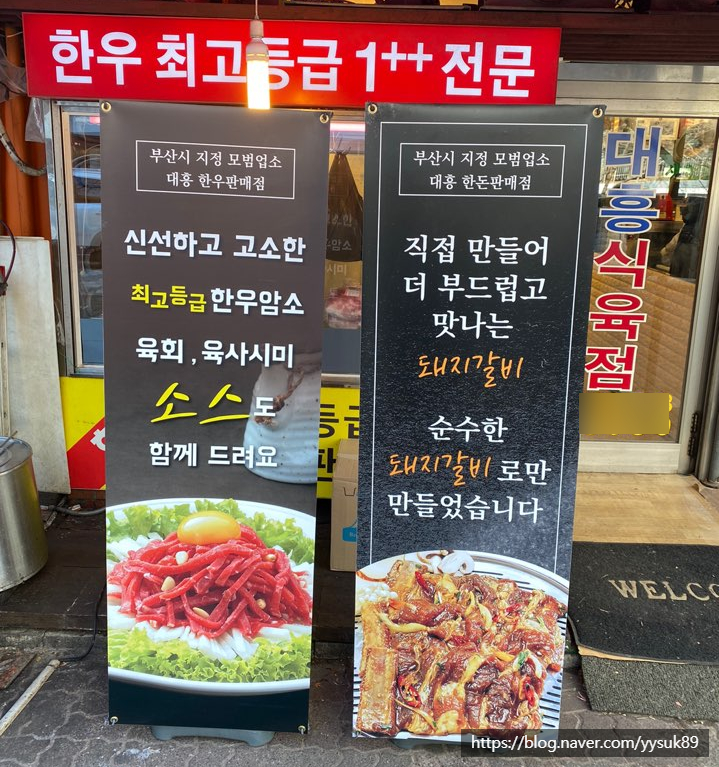 한우 최고등급 1++ 전문
부산시 지정 모범업소
대흥 한우판매점
신선하고 고소한
최고등급 한우암소
육회 , 육사시미
소스도
함께 드려요
부산시 지정 모범업소
대흥 한돈판매점
직접 만들어
더 부드럽고
맛나는
돼지갈비
순수한
돼지갈비로만
만들었습니다
대흥식육점
등급
WELCO
https://blog.naver.com/yysuk89